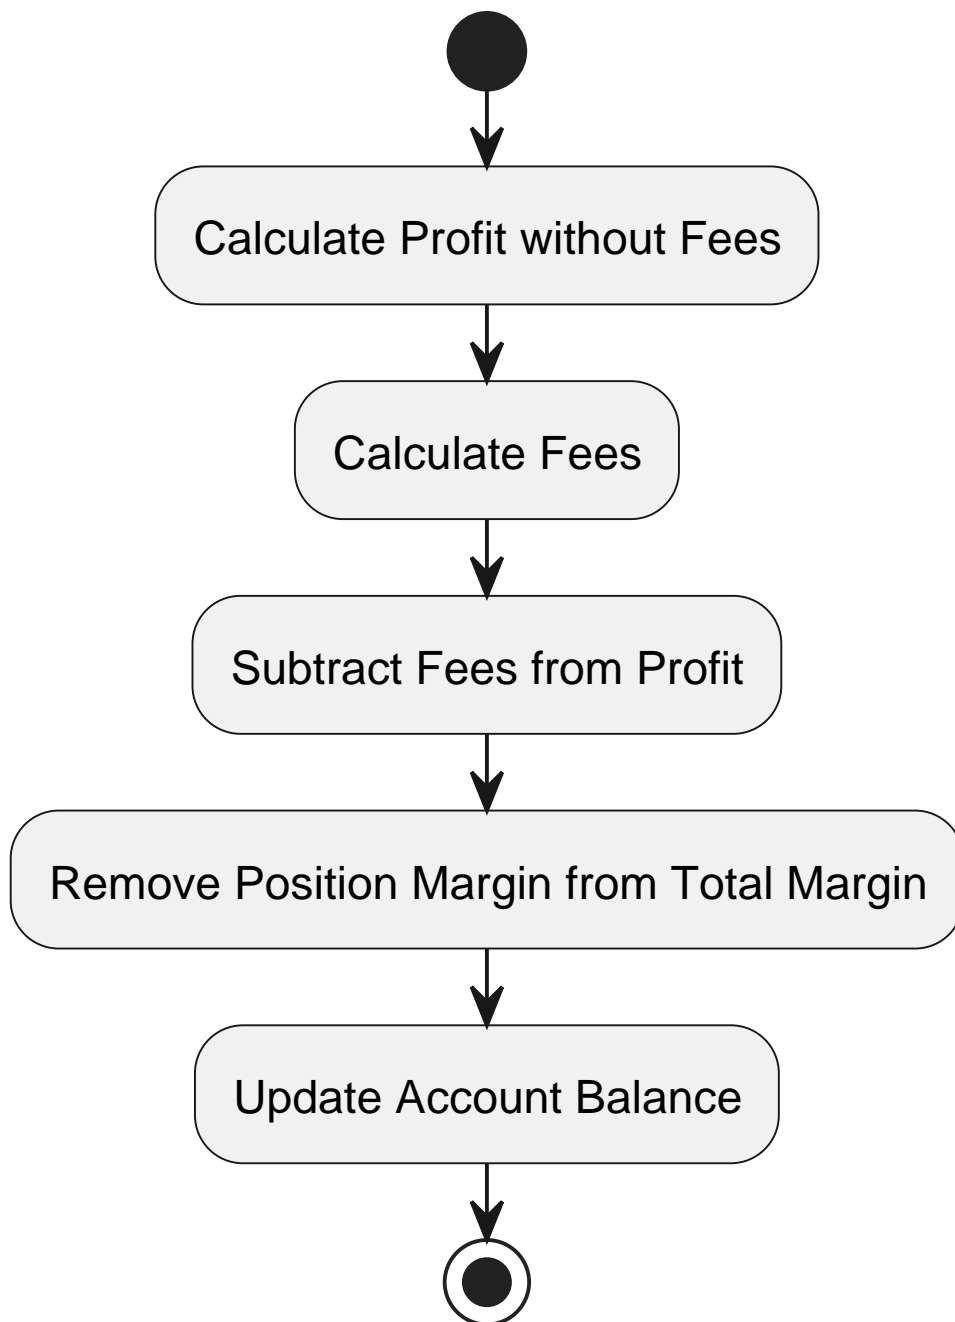 Calculate Profit without Fees
Calculate Fees
Subtract Fees from Profit
Remove Position Margin from Total Margin
Update Account Balance